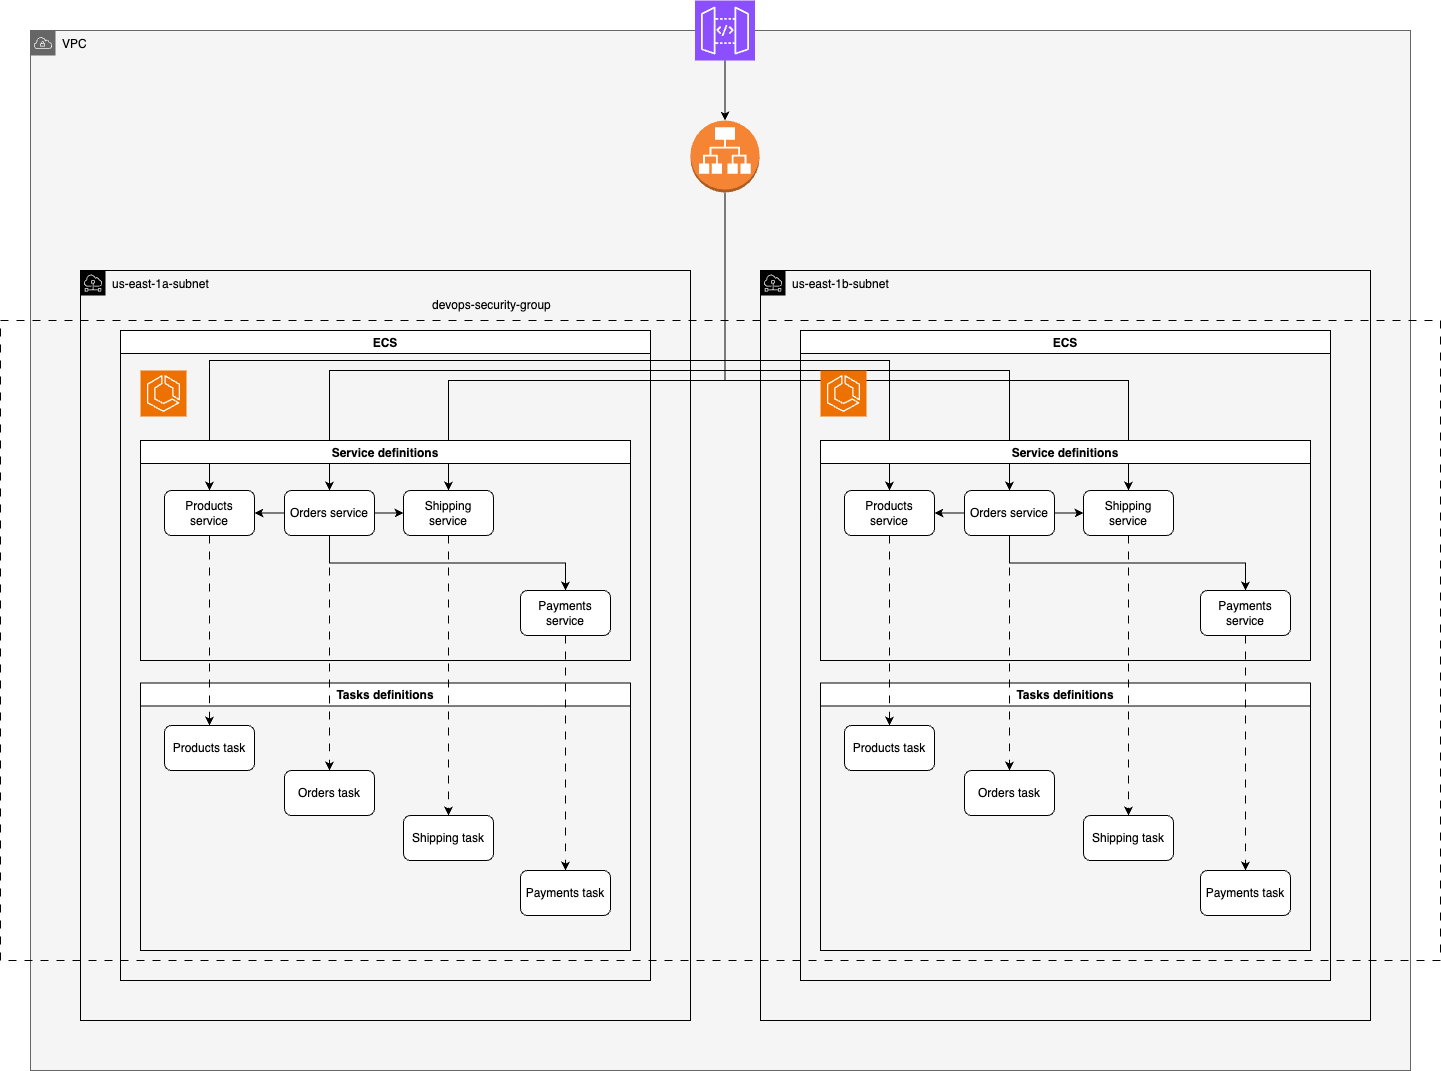 VPC
us-east-1a-subnet
us-east-1b-subnet
devops-security-group
ECS
ECS
Service definitions
Service definitions
Products
service
Orders service
Shipping
service
Products
service
Orders service
Shipping
service
Payments
service
Payments
service
Tasks definitions
Tasks definitions
Products task
Products task
Orders task
Orders task
Shipping task
Shipping task
Payments task
Payments task